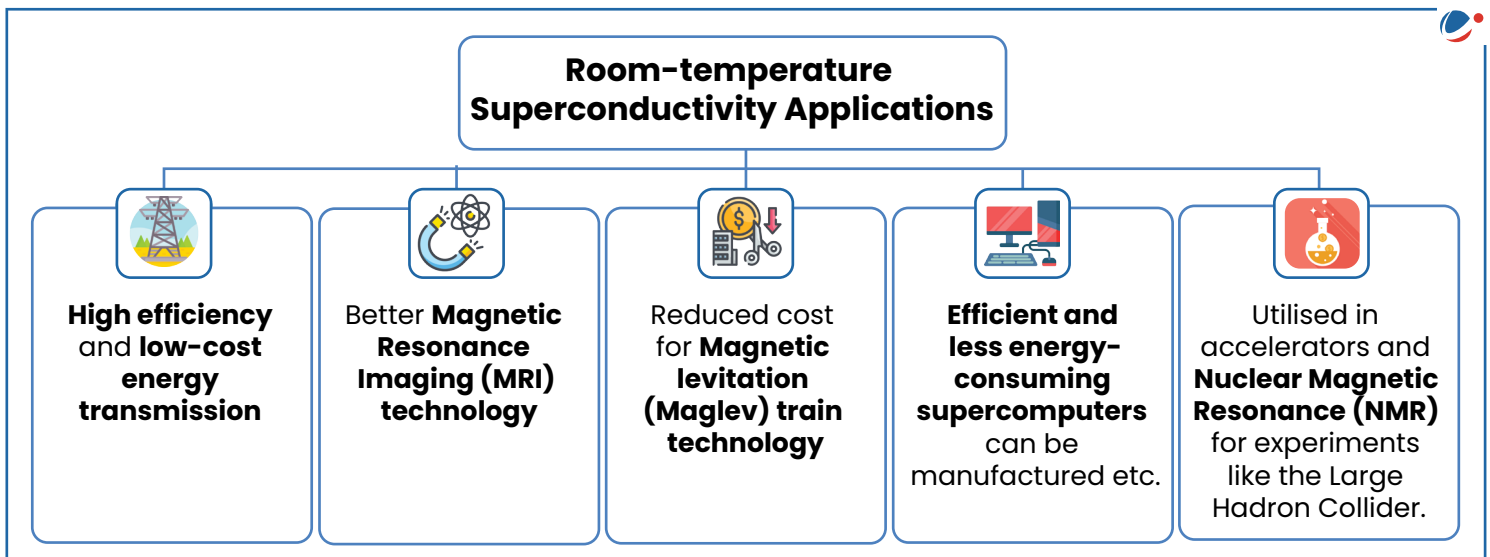 Room-temperature
Superconductivity Applications
High efficiency
and low-cost
energy
transmission
Better Magnetic
Resonance
Imaging (MRI)
technology
Reduced cost
for Magnetic
levitation
(Maglev) train
technology
Efficient and
less energy-
consuming
supercomputers
can be
manufactured etc.
Utilised in
accelerators and
Nuclear Magnetic
Resonance (NMR)
for experiments
like the Large
Hadron Collider.